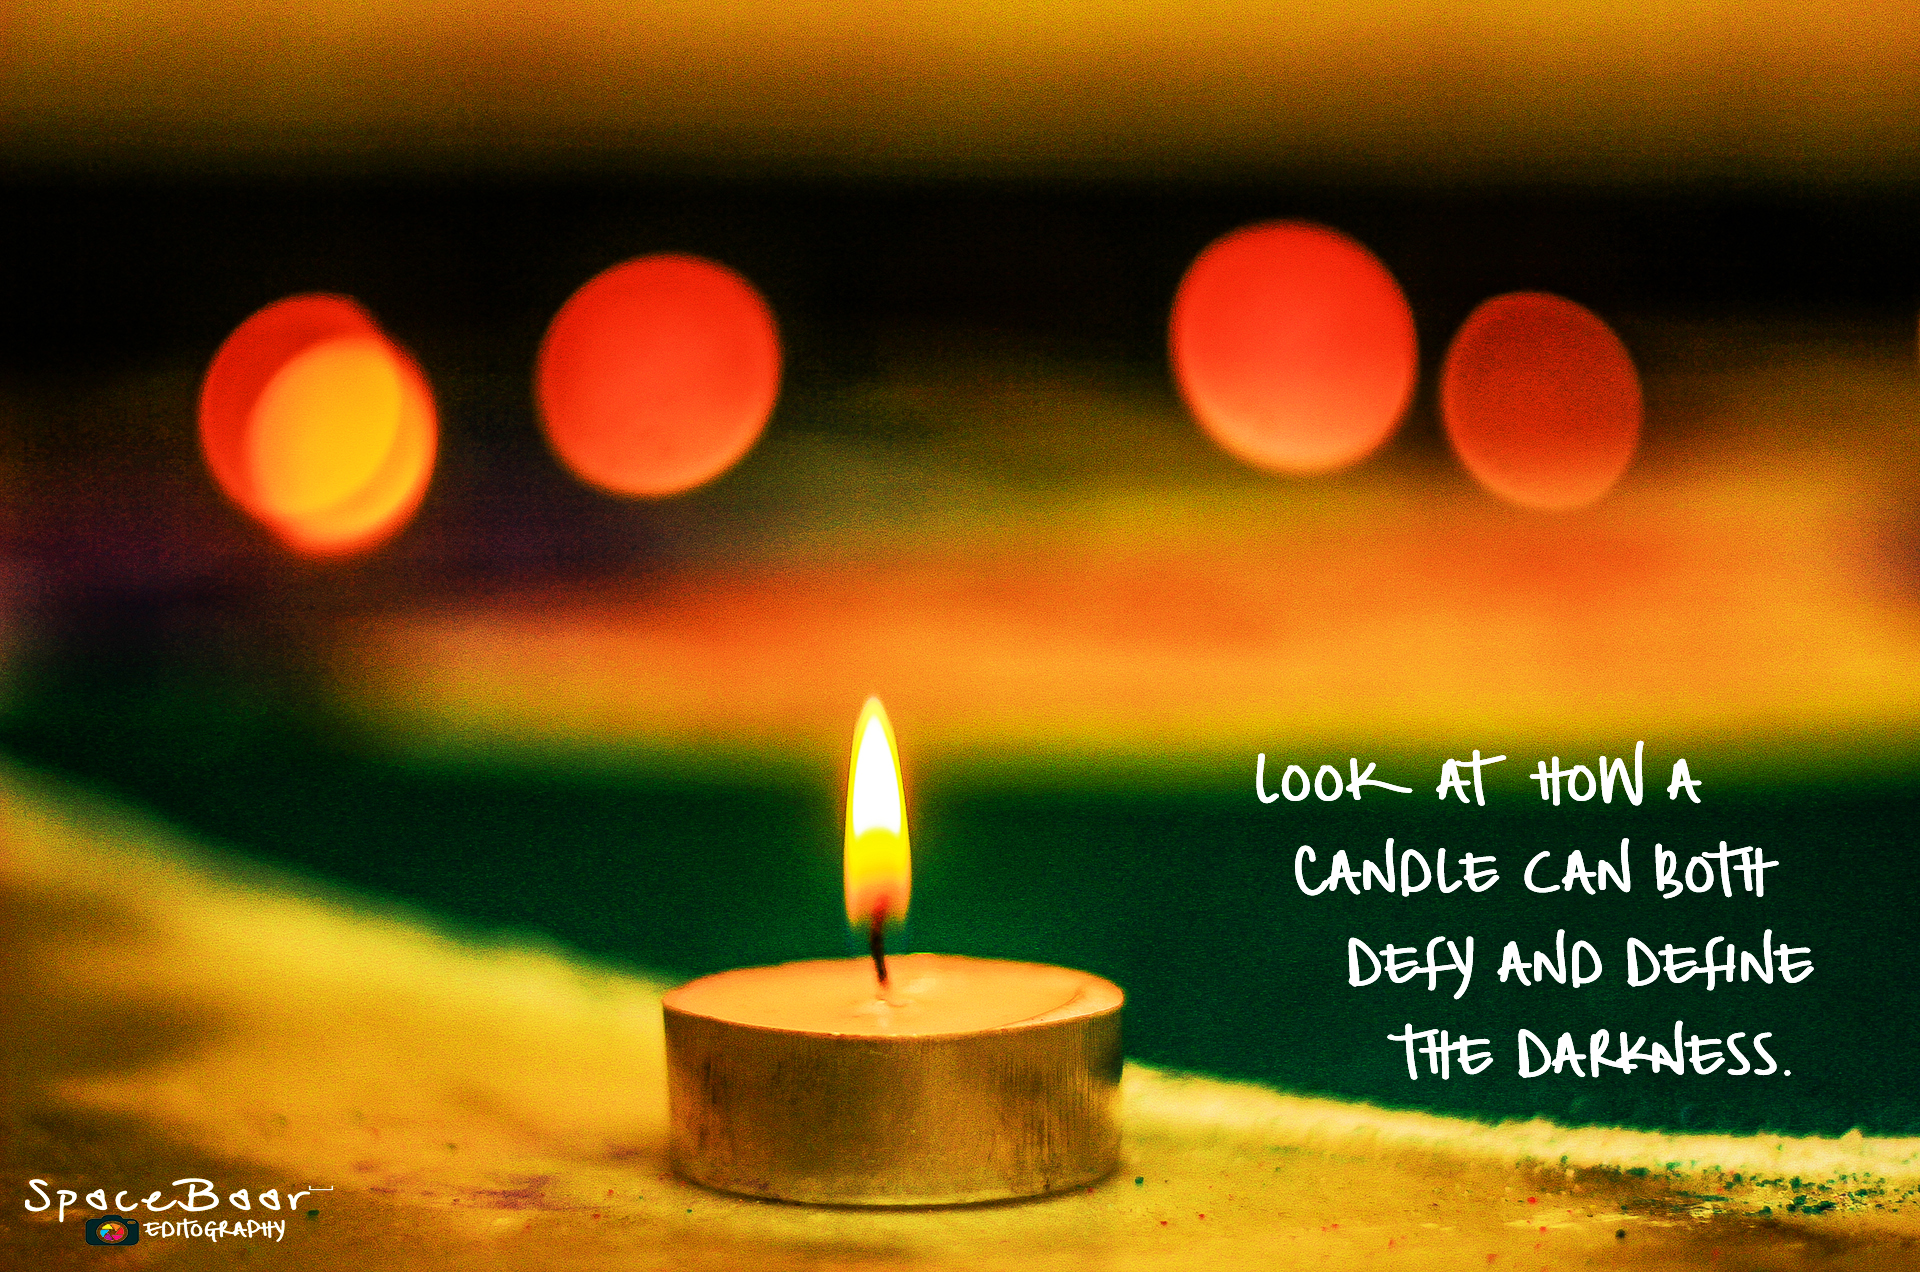 LOOK AT HOW A
CANDLE CAN BOTH
DEFY AND DEFINE
THE DARKNESS.
SpaceBaar
EDITOGRAPHY